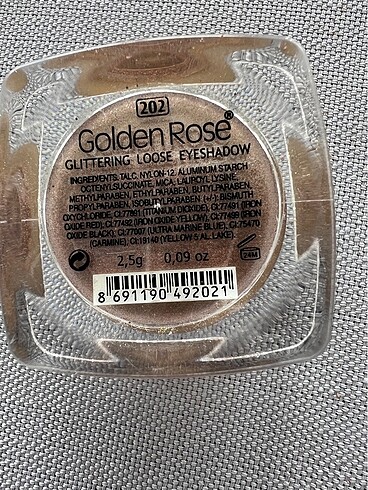 202
Golden Rose®
GLITTERING LOOSE EYESHADOW
INGREDIENTS: TALC, NYLON-12, ALUMINUM STARCH
OCTENYLSUCCINATE, MICA, LAUROYL LYSINE,
METHYLPARABEN, ETHYLPARABEN, BUTYLPARABEN,
PROPYLPARABEN, ISOBUTYLPARABEN (+/-): BISMUTH
OXYCHLORIDE, CI:77891 (TITANIUM DIOXIDE), CI:77491 (IRON
OXIDE RED), CI:77492 (IRON OXIDE YELLOW), CI:77499 (IRON
OXIDE BLACK), CI:77007 (ULTRA MARINE BLUE), CI:75470
(CARMINE), CI:19140 (YELLOW 5 AL. LAKE).
2,5g 0,09 oz
24M
8 691190 492021